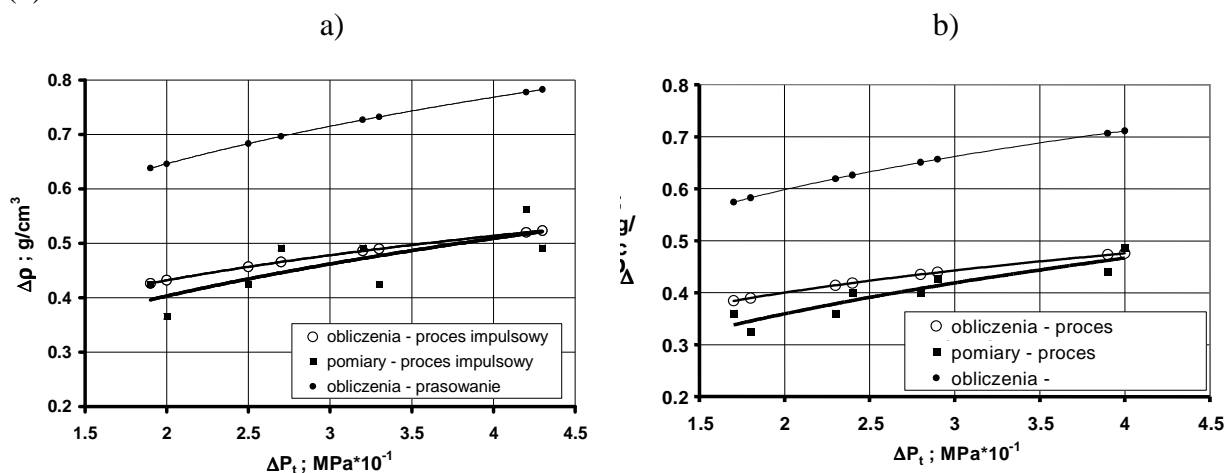 a)
b)
0.8
0.7
0.6
0.5
0.4
0.3
0.2
Δρ ; g/cm³
1.5 2 2.5 3 3.5 4 4.5
ΔPt ; MPa*10⁻¹
obliczenia - proces impulsowy
pomiary - proces impulsowy
obliczenia - prasowanie
0.8
0.7
0.6
0.5
0.4
0.3
0.2
1.5 2 2.5 3 3.5 4 4.5
ΔPt ; MPa*10⁻¹
obliczenia - proces
pomiary - proces
obliczenia -